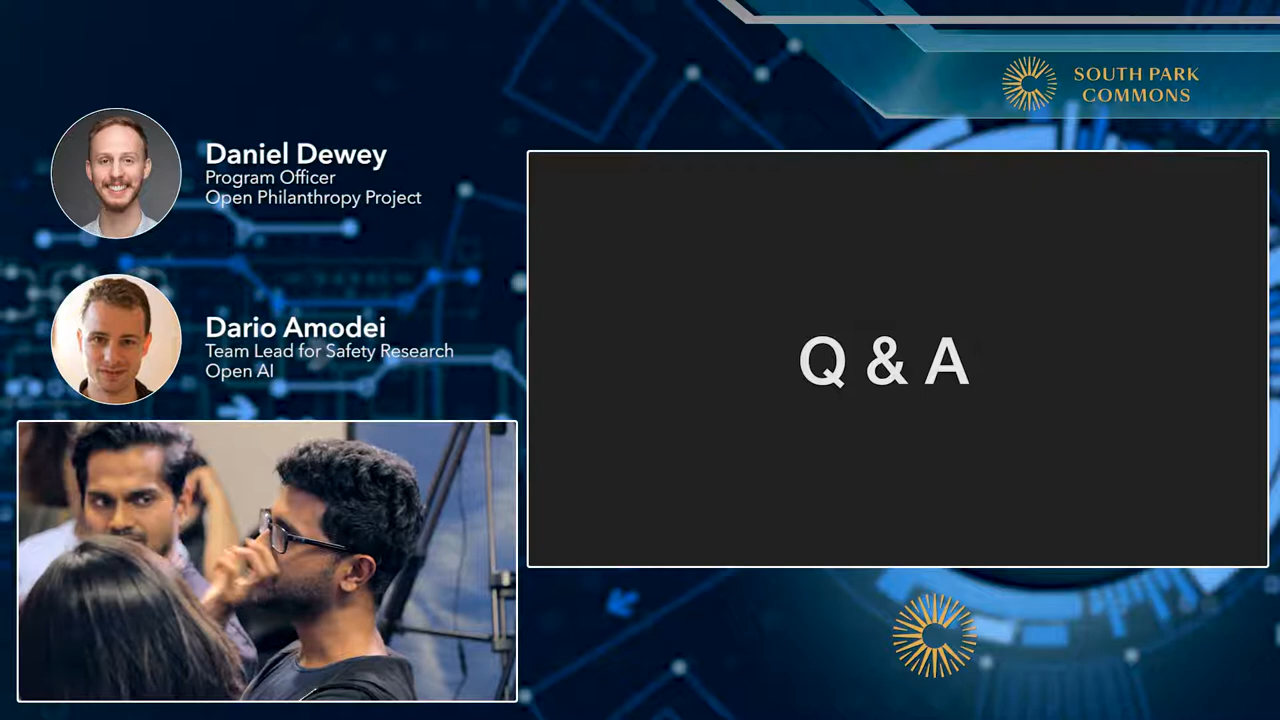 SOUTH PARK
COMMONS
Daniel Dewey
Program Officer
Open Philanthropy Project
Dario Amodei
Team Lead for Safety Research
Open AI
Q & A